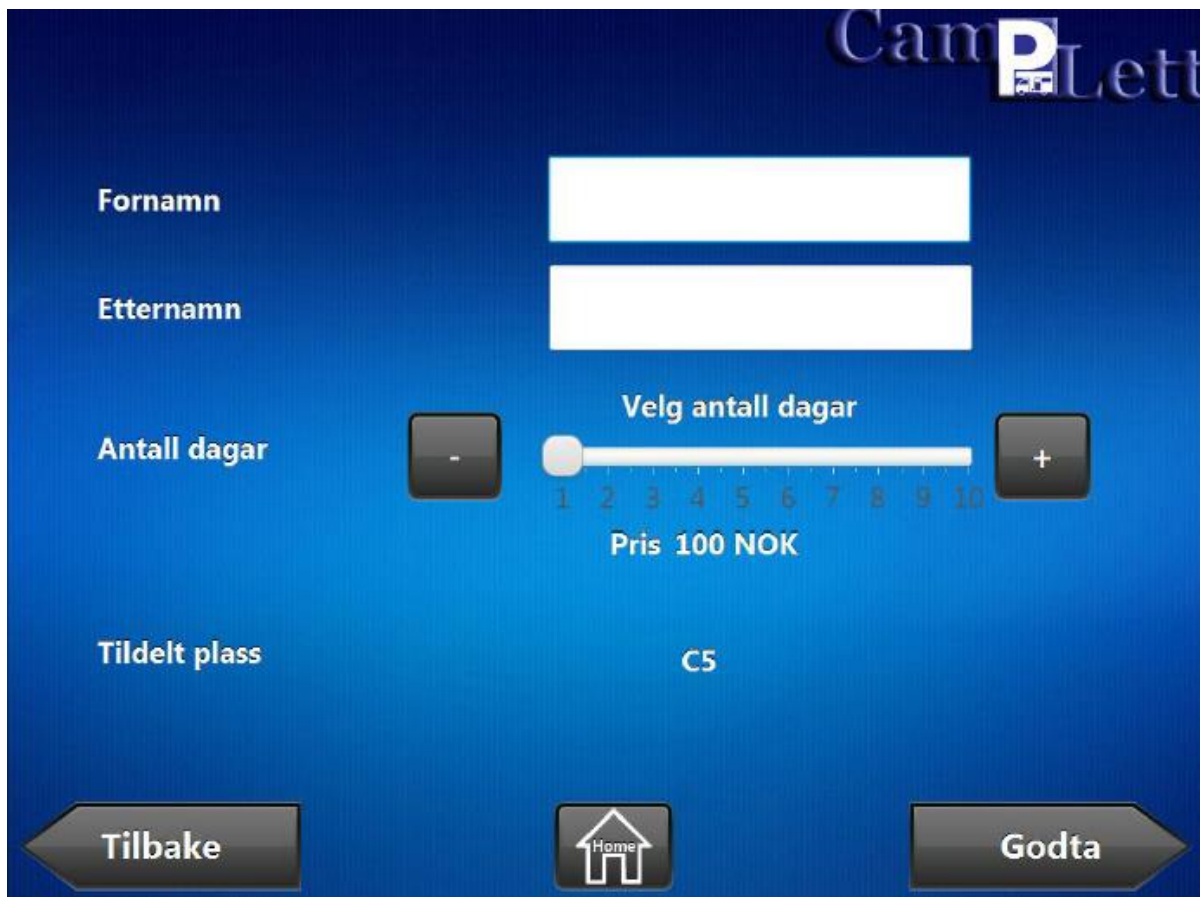 CamPLett
Fornamn
Etternamn
Velg antall dagar
Antall dagar
-
+
1 2 3 4 5 6 7 8 9 10
Pris 100 NOK
Tildelt plass
C5
Tilbake
Home
Godta